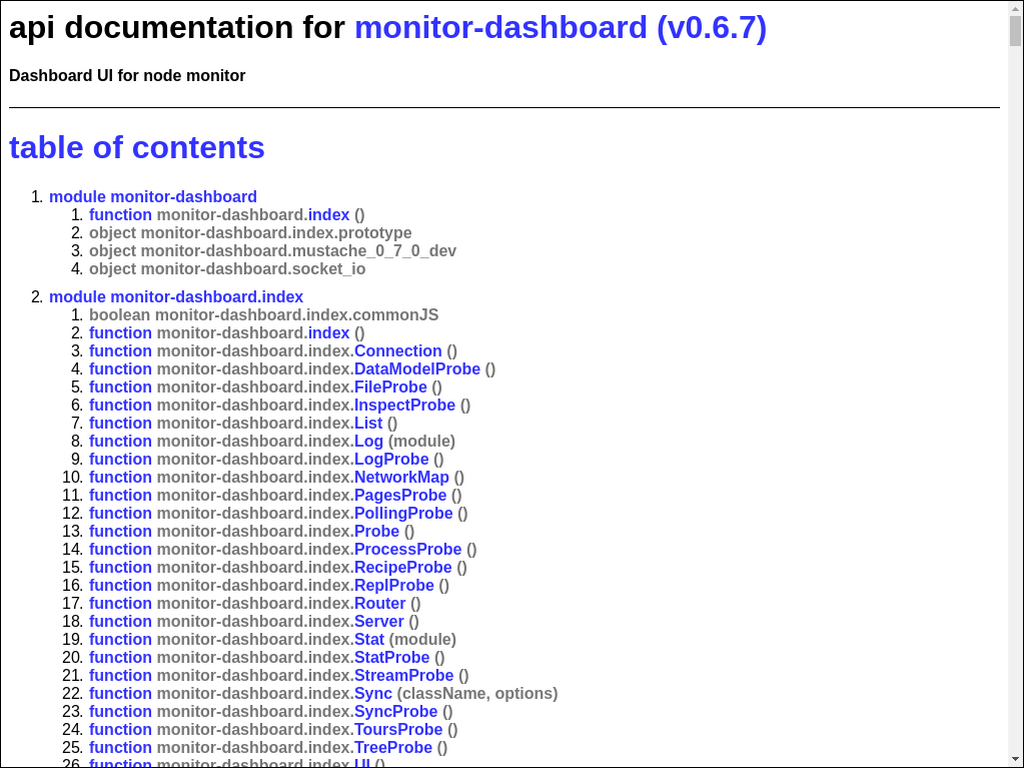 api documentation for monitor-dashboard (v0.6.7)
Dashboard UI for node monitor
table of contents
1. module monitor-dashboard
1. function monitor-dashboard.index ()
2. object monitor-dashboard.index.prototype
3. object monitor-dashboard.mustache_0_7_0_dev
4. object monitor-dashboard.socket_io
2. module monitor-dashboard.index
1. boolean monitor-dashboard.index.commonJS
2. function monitor-dashboard.index ()
3. function monitor-dashboard.index.Connection ()
4. function monitor-dashboard.index.DataModelProbe ()
5. function monitor-dashboard.index.FileProbe ()
6. function monitor-dashboard.index.InspectProbe ()
7. function monitor-dashboard.index.List ()
8. function monitor-dashboard.index.Log (module)
9. function monitor-dashboard.index.LogProbe ()
10. function monitor-dashboard.index.NetworkMap ()
11. function monitor-dashboard.index.PagesProbe ()
12. function monitor-dashboard.index.PollingProbe ()
13. function monitor-dashboard.index.Probe ()
14. function monitor-dashboard.index.ProcessProbe ()
15. function monitor-dashboard.index.RecipeProbe ()
16. function monitor-dashboard.index.ReplProbe ()
17. function monitor-dashboard.index.Router ()
18. function monitor-dashboard.index.Server ()
19. function monitor-dashboard.index.Stat (module)
20. function monitor-dashboard.index.StatProbe ()
21. function monitor-dashboard.index.StreamProbe ()
22. function monitor-dashboard.index.Sync (className, options)
23. function monitor-dashboard.index.SyncProbe ()
24. function monitor-dashboard.index.ToursProbe ()
25. function monitor-dashboard.index.TreeProbe ()
26. function monitor-dashboard.index.UI ()